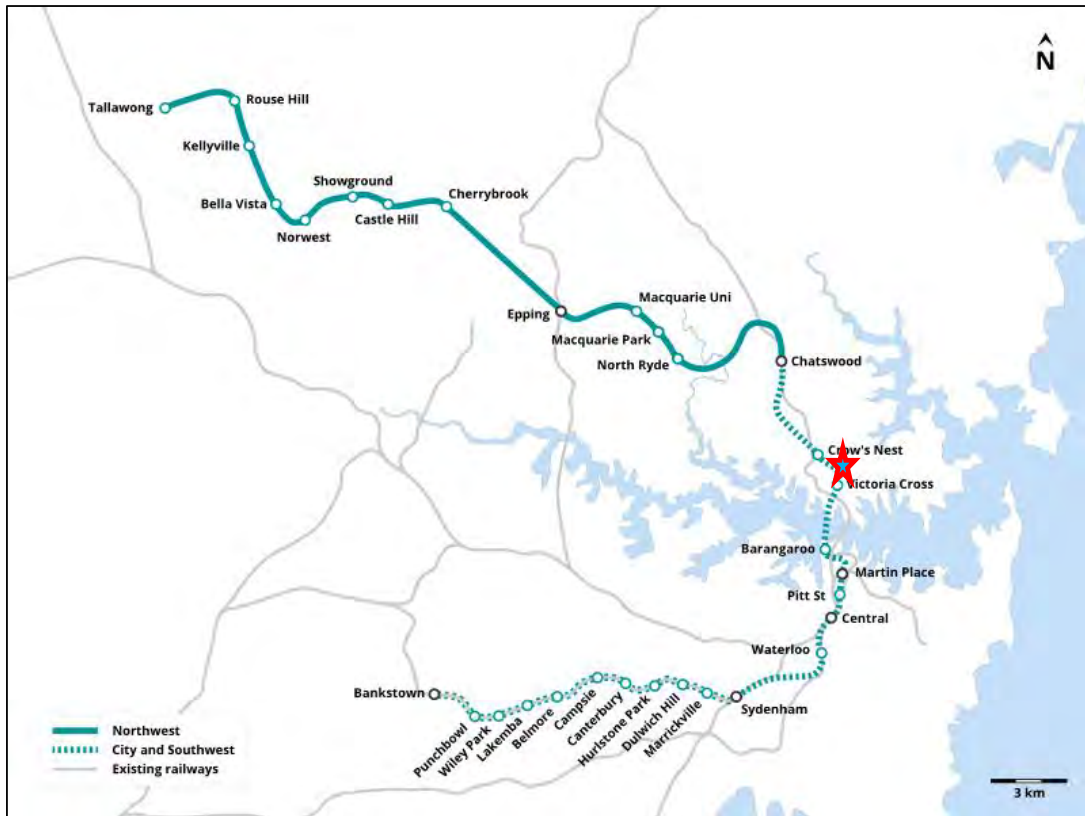 N
Tallawong
Rouse Hill
Kellyville
Showground
Cherrybrook
Bella Vista
Castle Hill
Norwest
Macquarie Uni
Epping
Macquarie Park
North Ryde
Chatswood
Crow's Nest
Victoria Cross
Barangaroo
Martin Place
Pitt St
Central
Waterloo
Bankstown
Punchbowl
Wiley Park
Lakemba
Belmore
Campsie
Canterbury
Hurlstone Park
Dulwich Hill
Marrickville
Sydenham
Northwest
City and Southwest
Existing railways
3 km